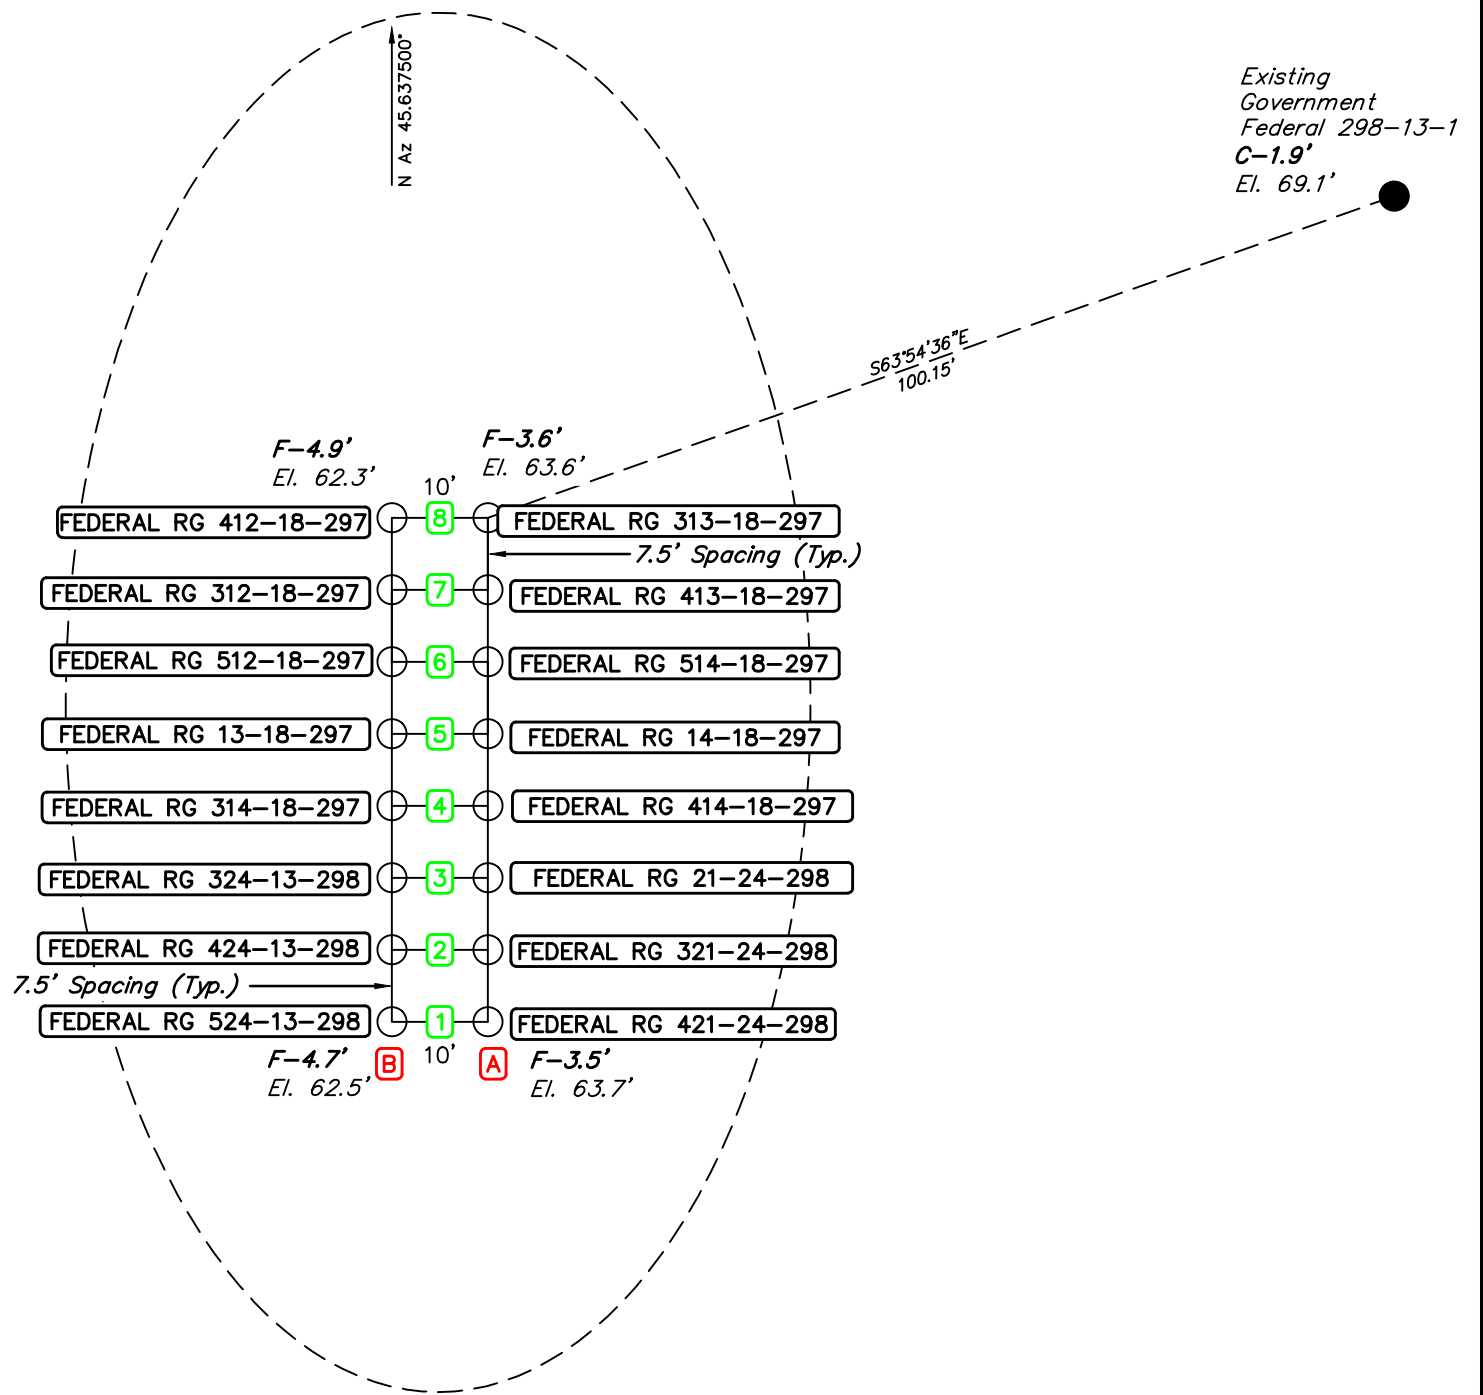 N Az 45.637500°
Existing
Government
Federal 298-13-1
C-1.9'
El. 69.1'
S63°54'36"E
100.15'
F-4.9'
El. 62.3'
F-3.6'
El. 63.6'
10'
FEDERAL RG 412-18-297
8
FEDERAL RG 313-18-297
7.5' Spacing (Typ.)
FEDERAL RG 312-18-297
7
FEDERAL RG 413-18-297
FEDERAL RG 512-18-297
6
FEDERAL RG 514-18-297
FEDERAL RG 13-18-297
5
FEDERAL RG 14-18-297
FEDERAL RG 314-18-297
4
FEDERAL RG 414-18-297
FEDERAL RG 324-13-298
3
FEDERAL RG 21-24-298
FEDERAL RG 424-13-298
2
FEDERAL RG 321-24-298
7.5' Spacing (Typ.)
FEDERAL RG 524-13-298
1
FEDERAL RG 421-24-298
F-4.7'
El. 62.5'
B
10'
A
F-3.5'
El. 63.7'